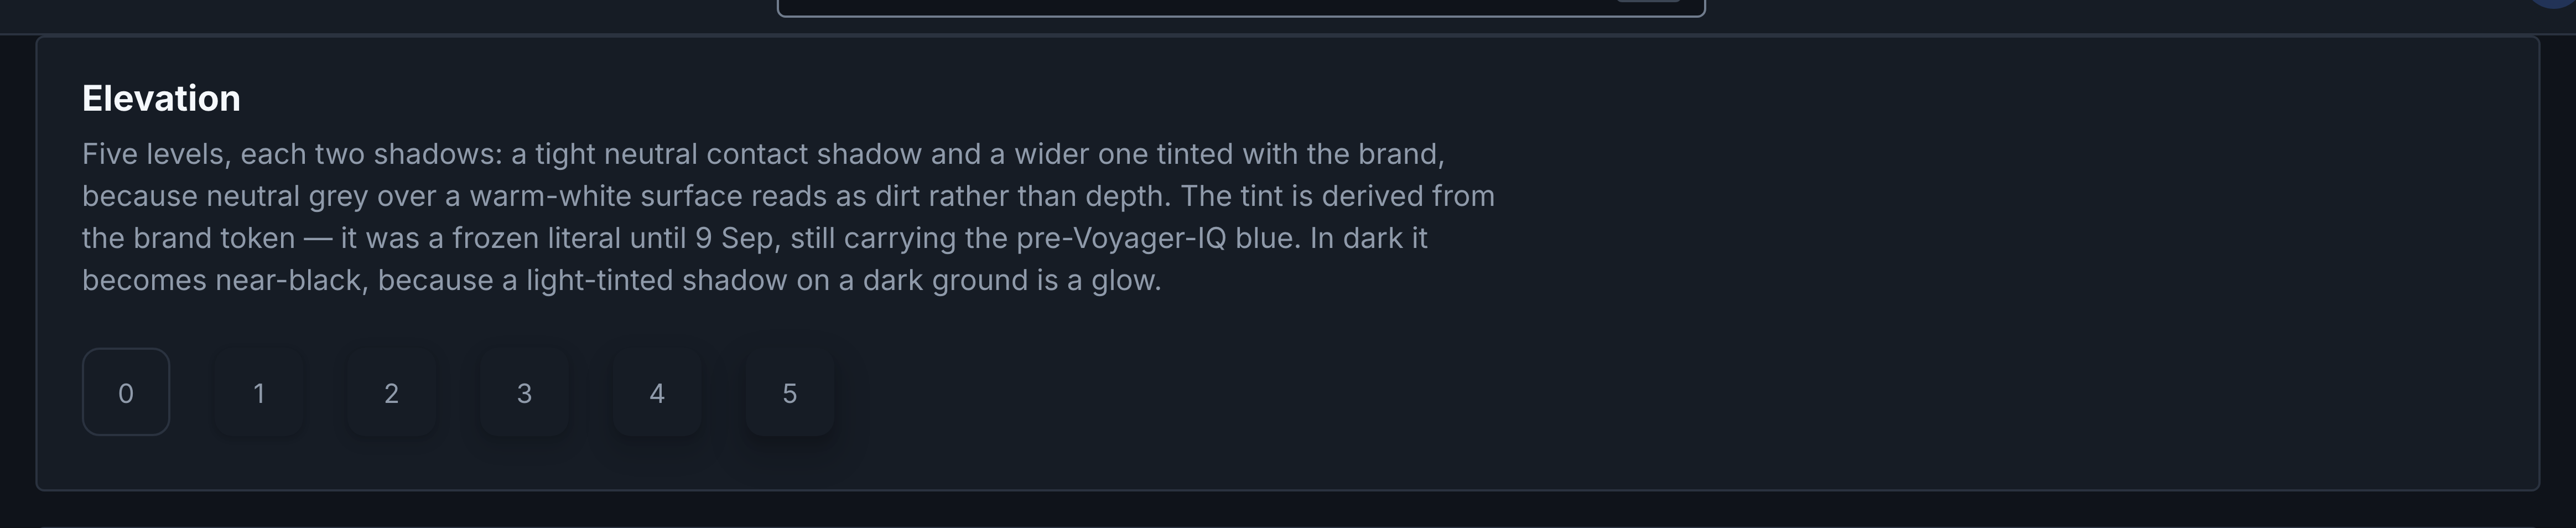 Elevation
Five levels, each two shadows: a tight neutral contact shadow and a wider one tinted with the brand,
because neutral grey over a warm-white surface reads as dirt rather than depth. The tint is derived from
the brand token — it was a frozen literal until 9 Sep, still carrying the pre-Voyager-IQ blue. In dark it
becomes near-black, because a light-tinted shadow on a dark ground is a glow.
0 1 2 3 4 5